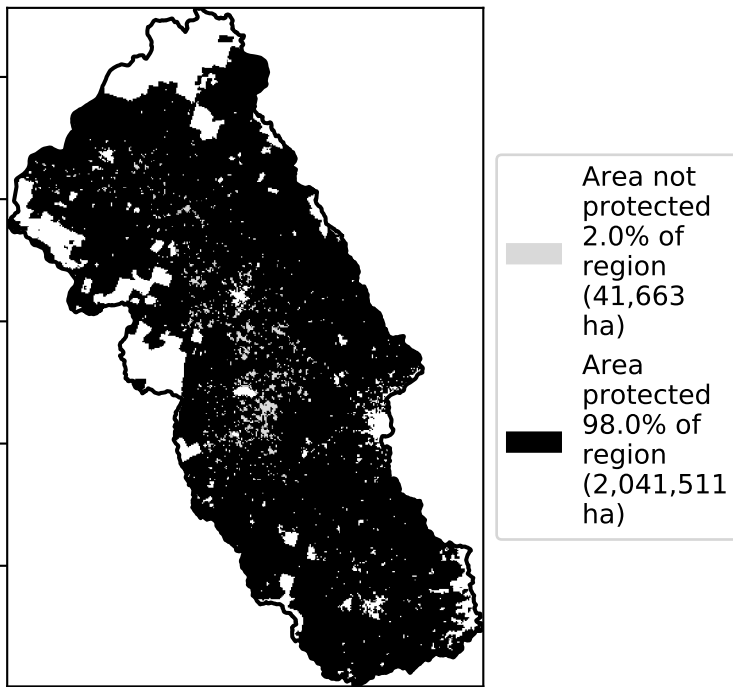 Area not
protected
2.0% of
region
(41,663
ha)
Area
protected
98.0% of
region
(2,041,511
ha)